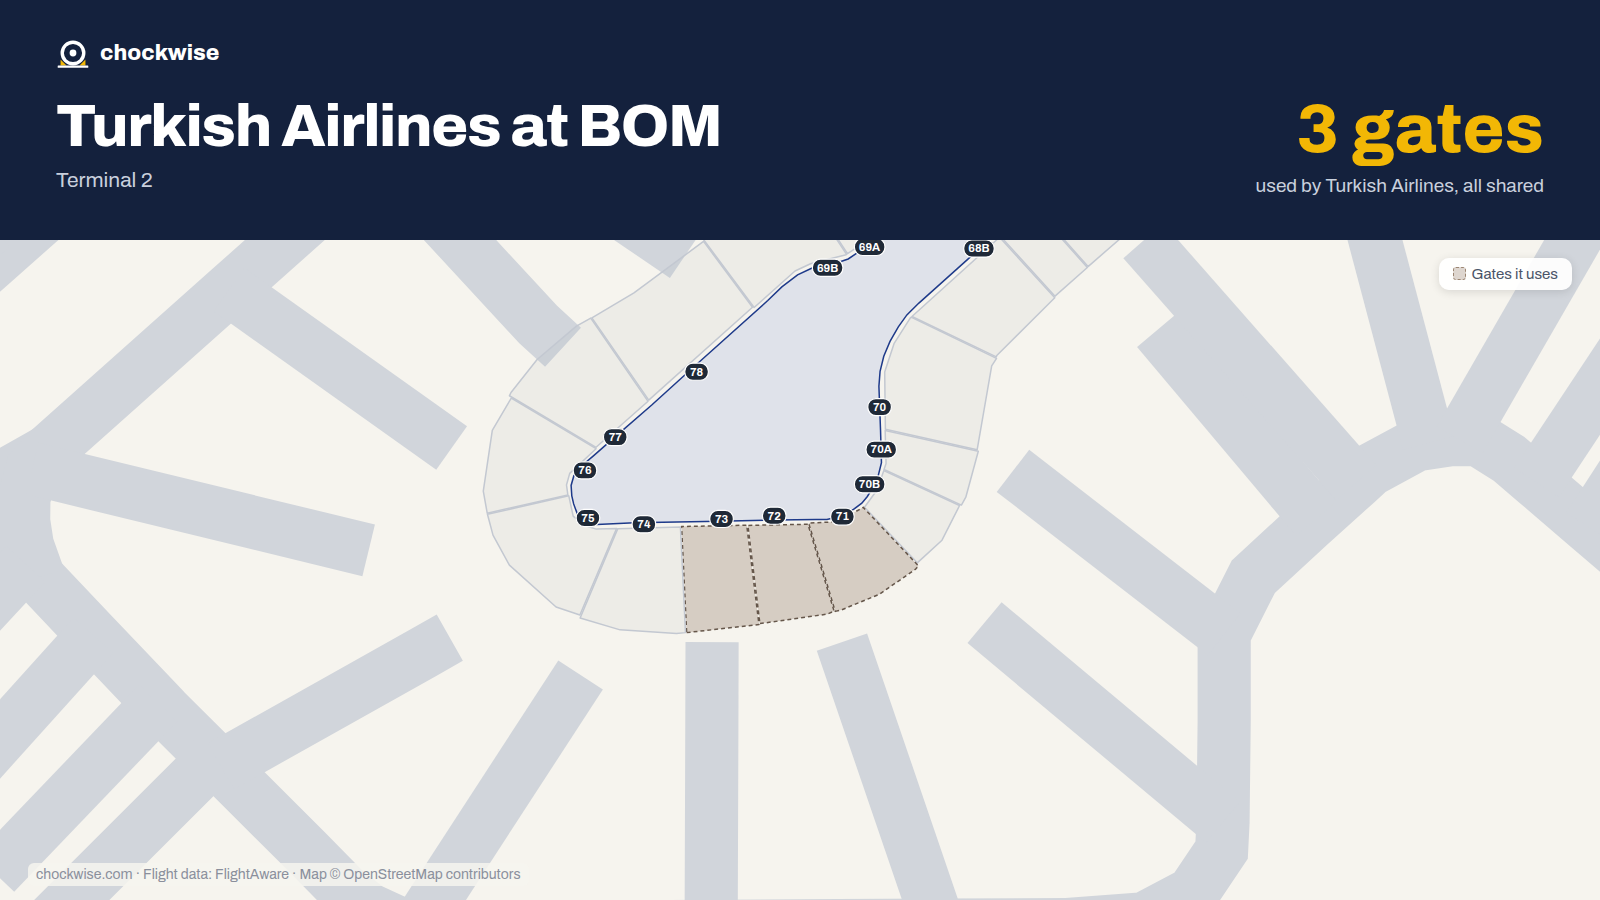 chockwise
Turkish Airlines at BOM
Terminal 2
3 gates
used by Turkish Airlines, all shared
Gates it uses
69A
68B
69B
78
70
77
70A
76
70B
75
74
73
72
71
chockwise.com · Flight data: FlightAware · Map © OpenStreetMap contributors